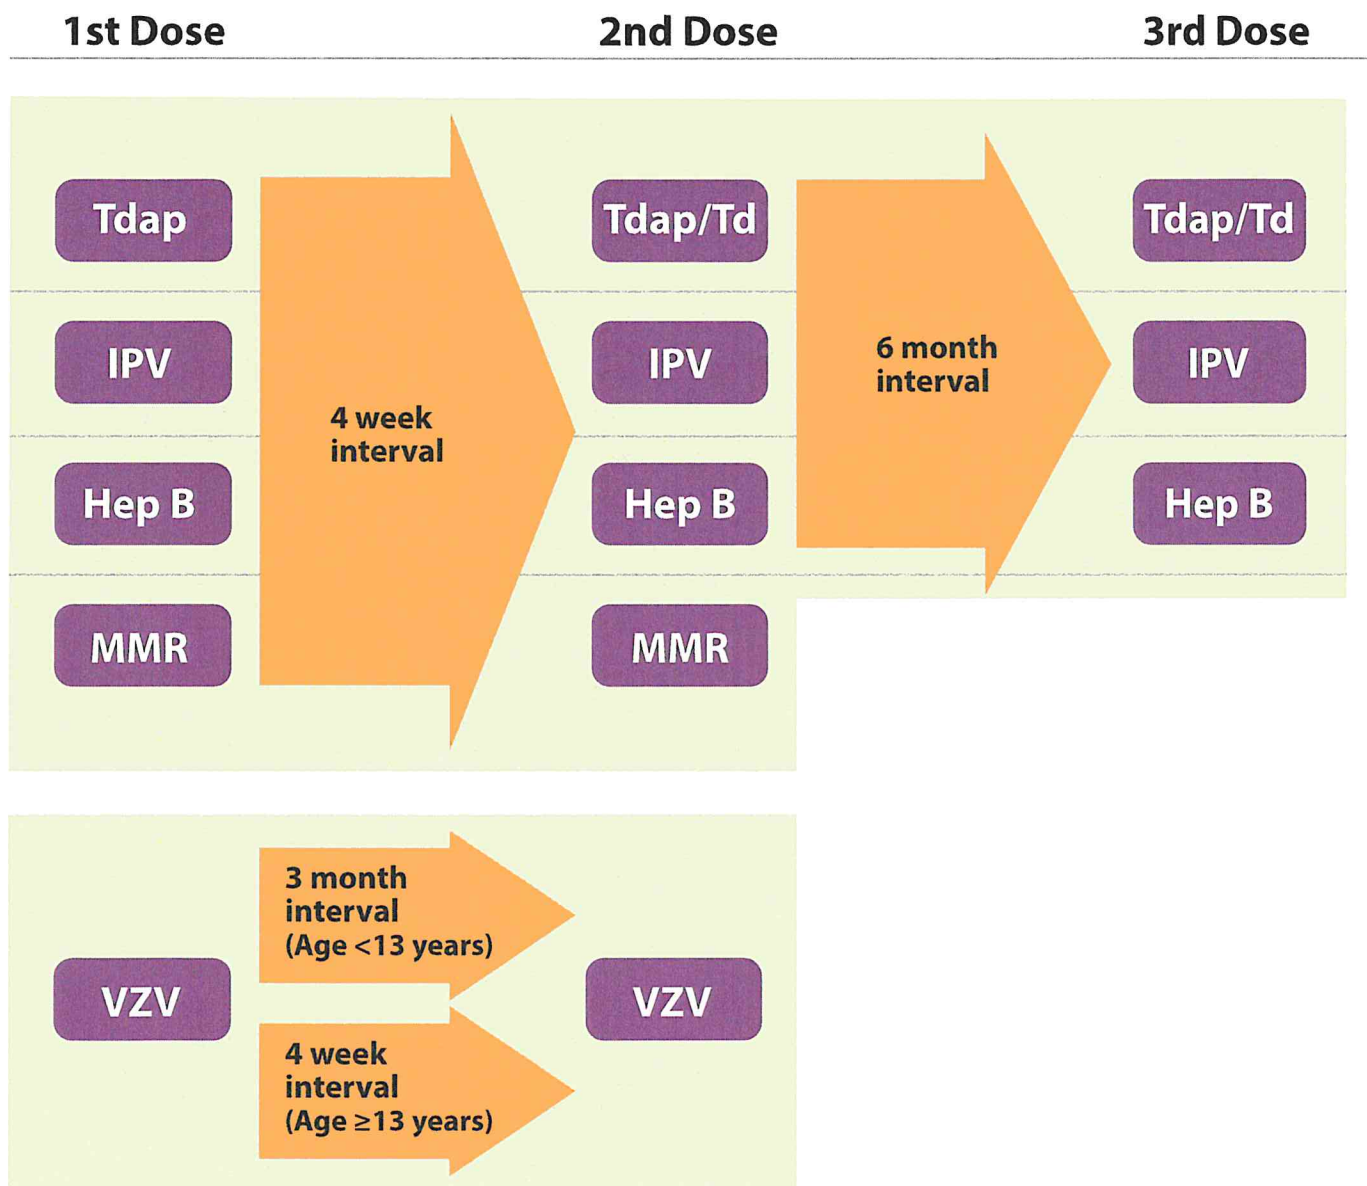 1st Dose 2nd Dose 3rd Dose
Tdap Tdap/Td Tdap/Td
IPV IPV IPV
6 month
interval
4 week
interval
Hep B Hep B Hep B
MMR MMR
3 month
interval
(Age <13 years)
VZV VZV
4 week
interval
(Age ≥13 years)